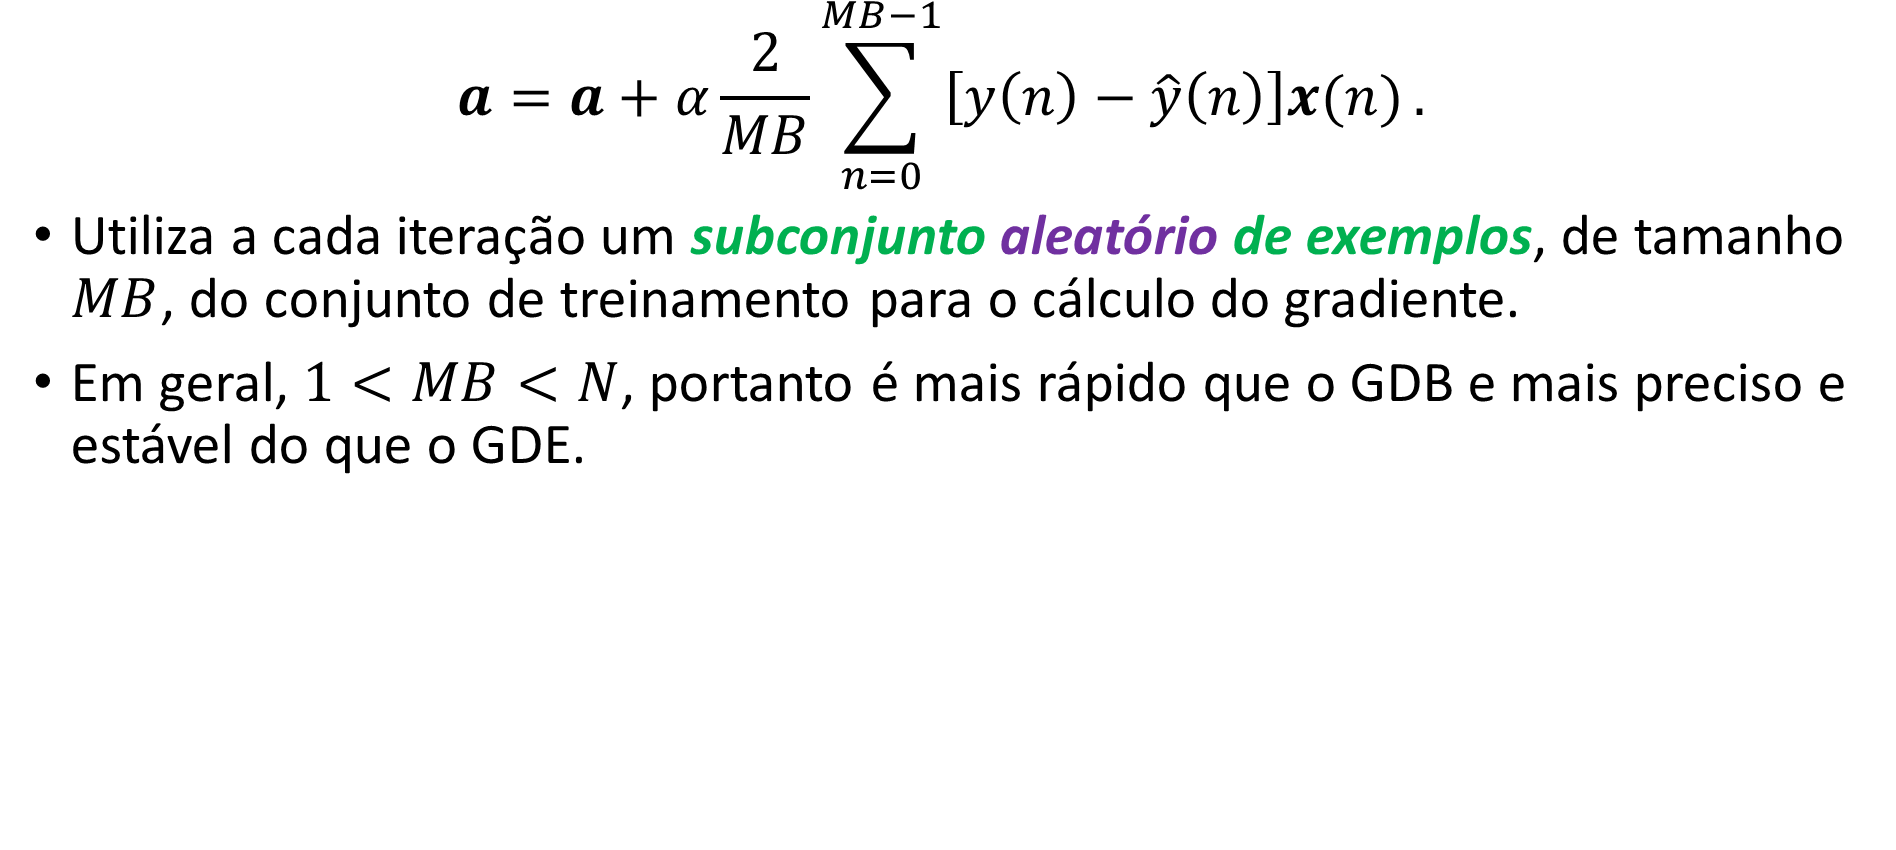 𝒂 = 𝒂 + α 2/MB ∑_{n=0}^{MB−1} [y(n) − ŷ(n)]𝒙(n) .
• Utiliza a cada iteração um subconjunto aleatório de exemplos, de tamanho
MB, do conjunto de treinamento para o cálculo do gradiente.
• Em geral, 1 < MB < N, portanto é mais rápido que o GDB e mais preciso e
estável do que o GDE.